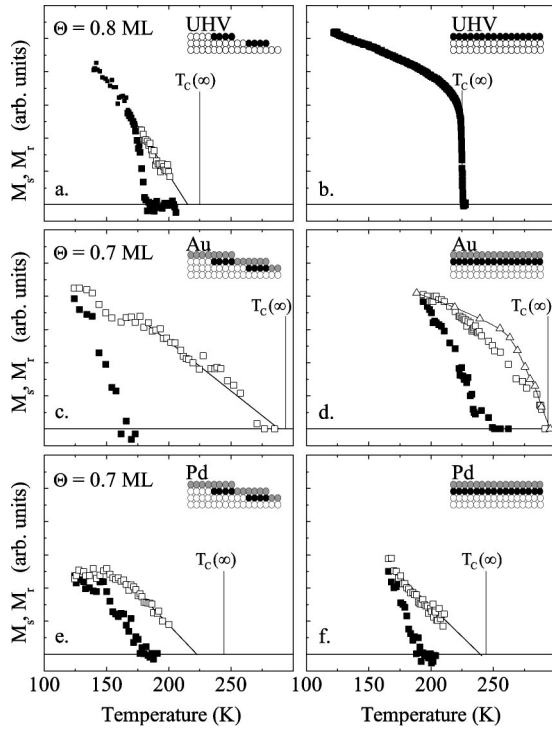 Θ = 0.8 ML
UHV
T_C(∞)
M_s, M_r (arb. units)
a.
UHV
T_C(∞)
b.
Θ = 0.7 ML
Au
T_C(∞)
M_s, M_r (arb. units)
c.
Au
T_C(∞)
d.
Θ = 0.7 ML
Pd
T_C(∞)
M_s, M_r (arb. units)
e.
Pd
T_C(∞)
f.
100 150 200 250
150 200 250
Temperature (K)
Temperature (K)